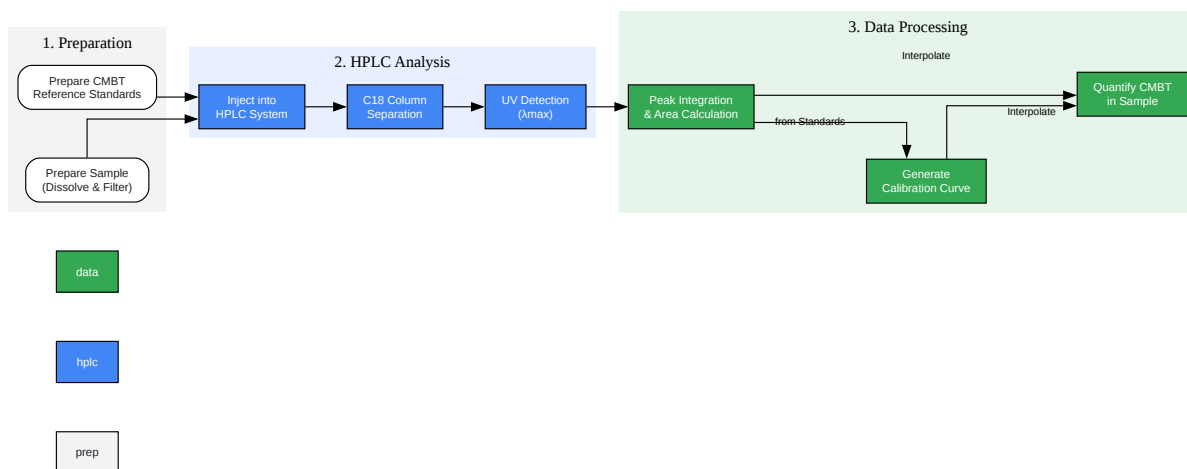 1. Preparation
Prepare CMBT
Reference Standards
Prepare Sample
(Dissolve & Filter)
2. HPLC Analysis
Inject into
HPLC System
C18 Column
Separation
UV Detection
(λmax)
3. Data Processing
Interpolate
Peak Integration
& Area Calculation
from Standards
Generate
Calibration Curve
Interpolate
Quantify CMBT
in Sample
data
hplc
prep